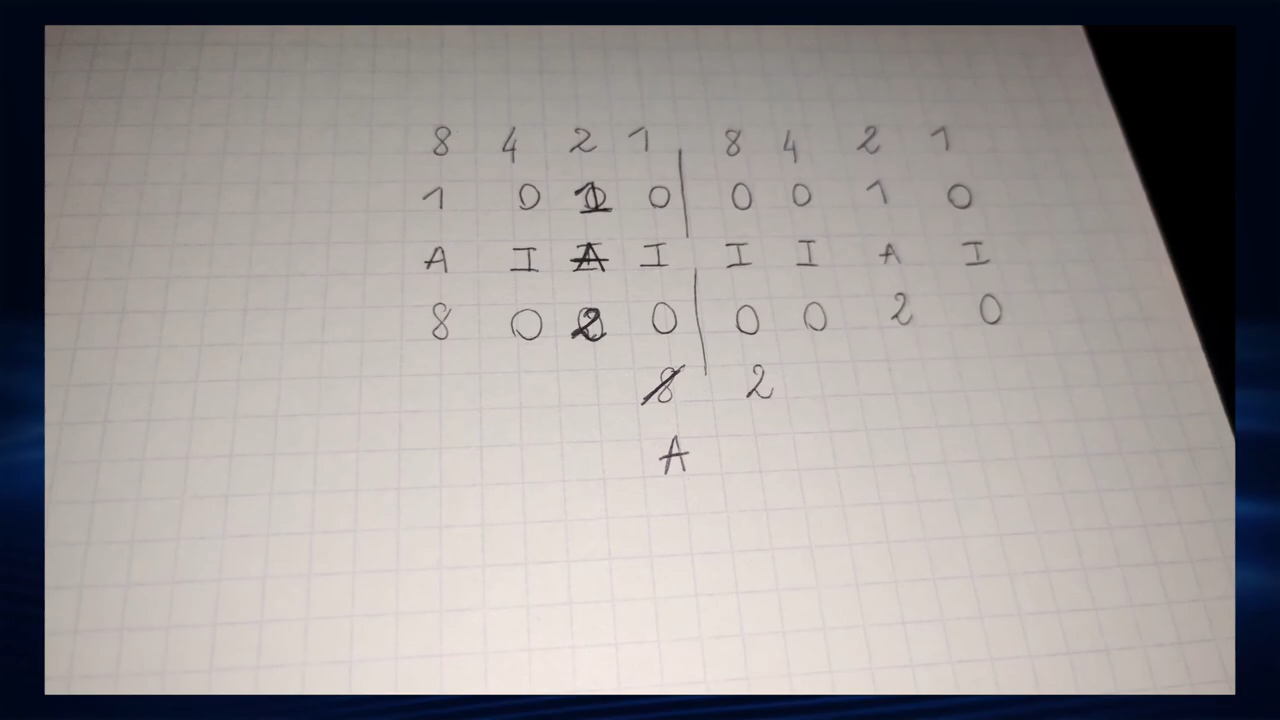 8 4 2 1 | 8 4 2 1
1 0 1 0 | 0 0 1 0
A I A I I I A I
8 0 2 0 | 0 0 2 0
8 2
A